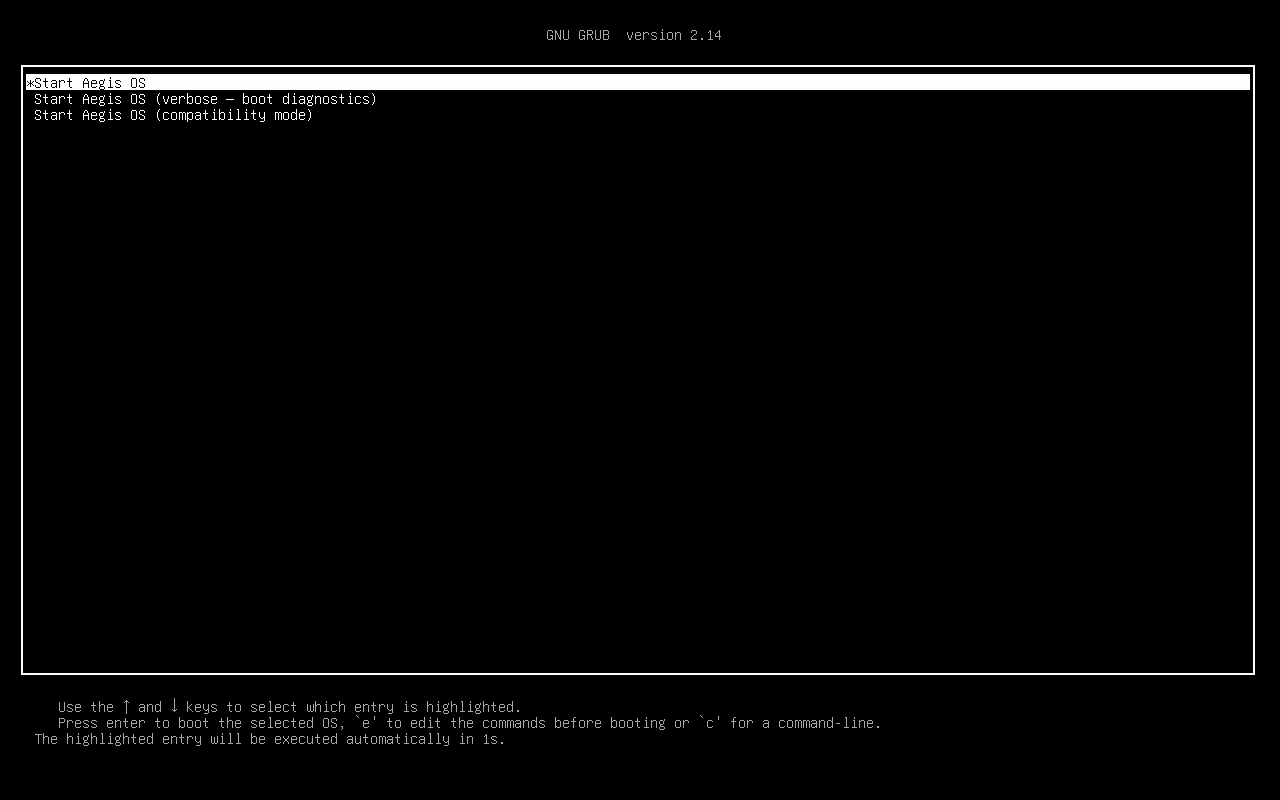 GNU GRUB  version 2.14
*Start Aegis OS
Start Aegis OS (verbose — boot diagnostics)
Start Aegis OS (compatibility mode)
Use the ↑ and ↓ keys to select which entry is highlighted.
Press enter to boot the selected OS, `e' to edit the commands before booting or `c' for a command-line.
The highlighted entry will be executed automatically in 1s.